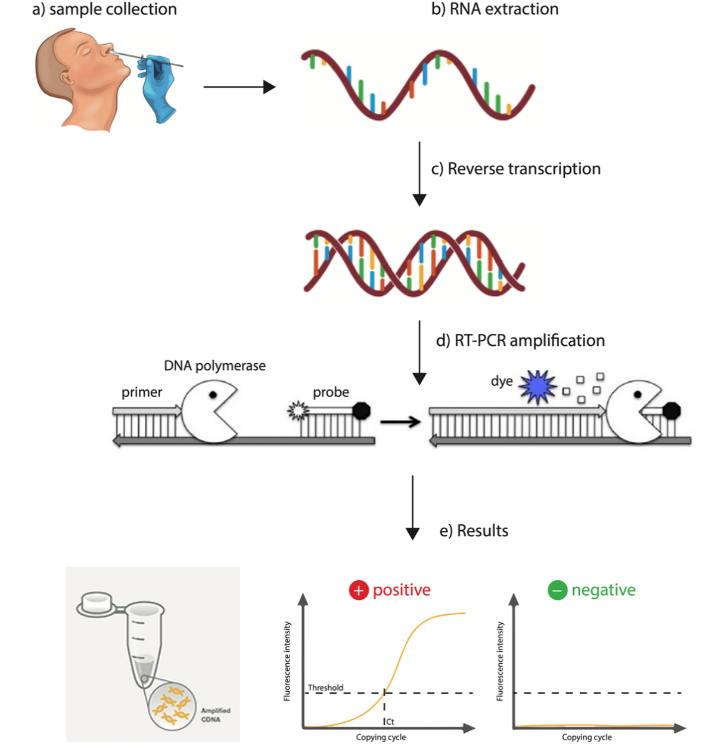 a) sample collection
b) RNA extraction
c) Reverse transcription
d) RT-PCR amplification
DNA polymerase
primer
probe
dye
e) Results
Amplified
CDNA
+ positive
Fluorescence intensity
Threshold
Ct
Copying cycle
− negative
Fluorescence intensity
Copying cycle